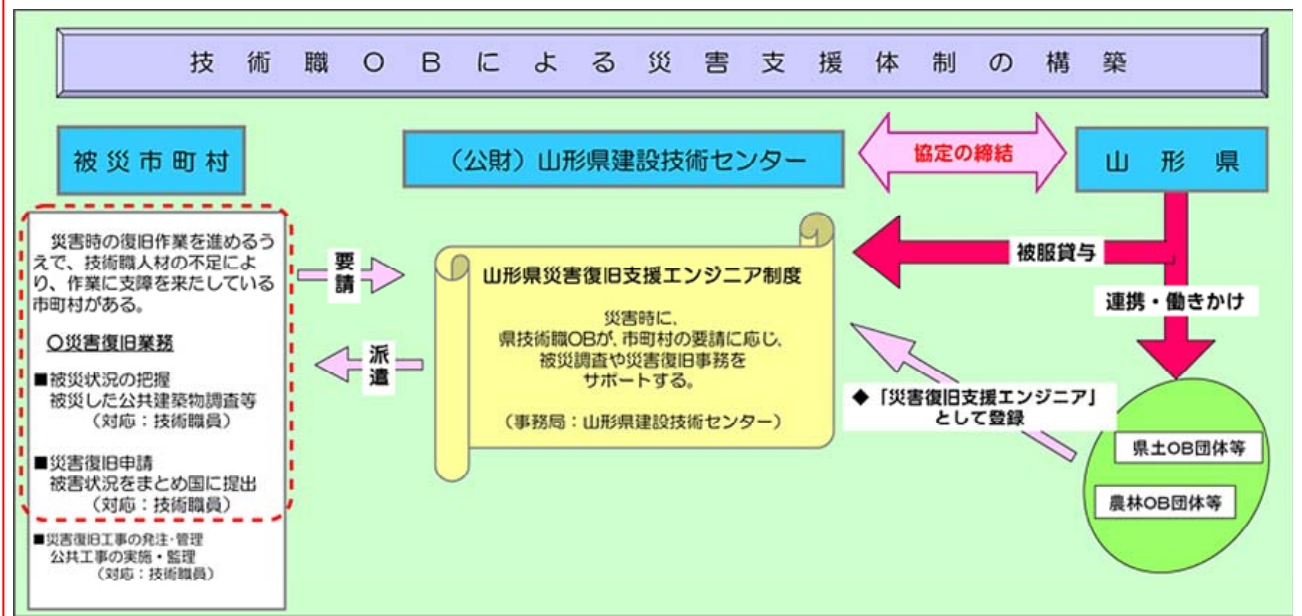 技術職OBによる災害支援体制の構築
被災市町村
(公財)山形県建設技術センター
協定の締結
山形県
災害時の復旧作業を進めるう
えで、技術職人材の不足によ
り、作業に支障を来たしている
市町村がある。
〇災害復旧業務
■被災状況の把握
被災した公共建築物調査等
(対応:技術職員)
■災害復旧申請
被害状況をまとめ国に提出
(対応:技術職員)
■災害復旧工事の発注・管理
公共工事の実施・監理
(対応:技術職員)
要請
派遣
山形県災害復旧支援エンジニア制度
災害時に、
県技術職OBが、市町村の要請に応じ、
被災調査や災害復旧事務を
サポートする。
(事務局:山形県建設技術センター)
被服貸与
連携・働きかけ
◆「災害復旧支援エンジニア」
として登録
県土OB団体等
農林OB団体等